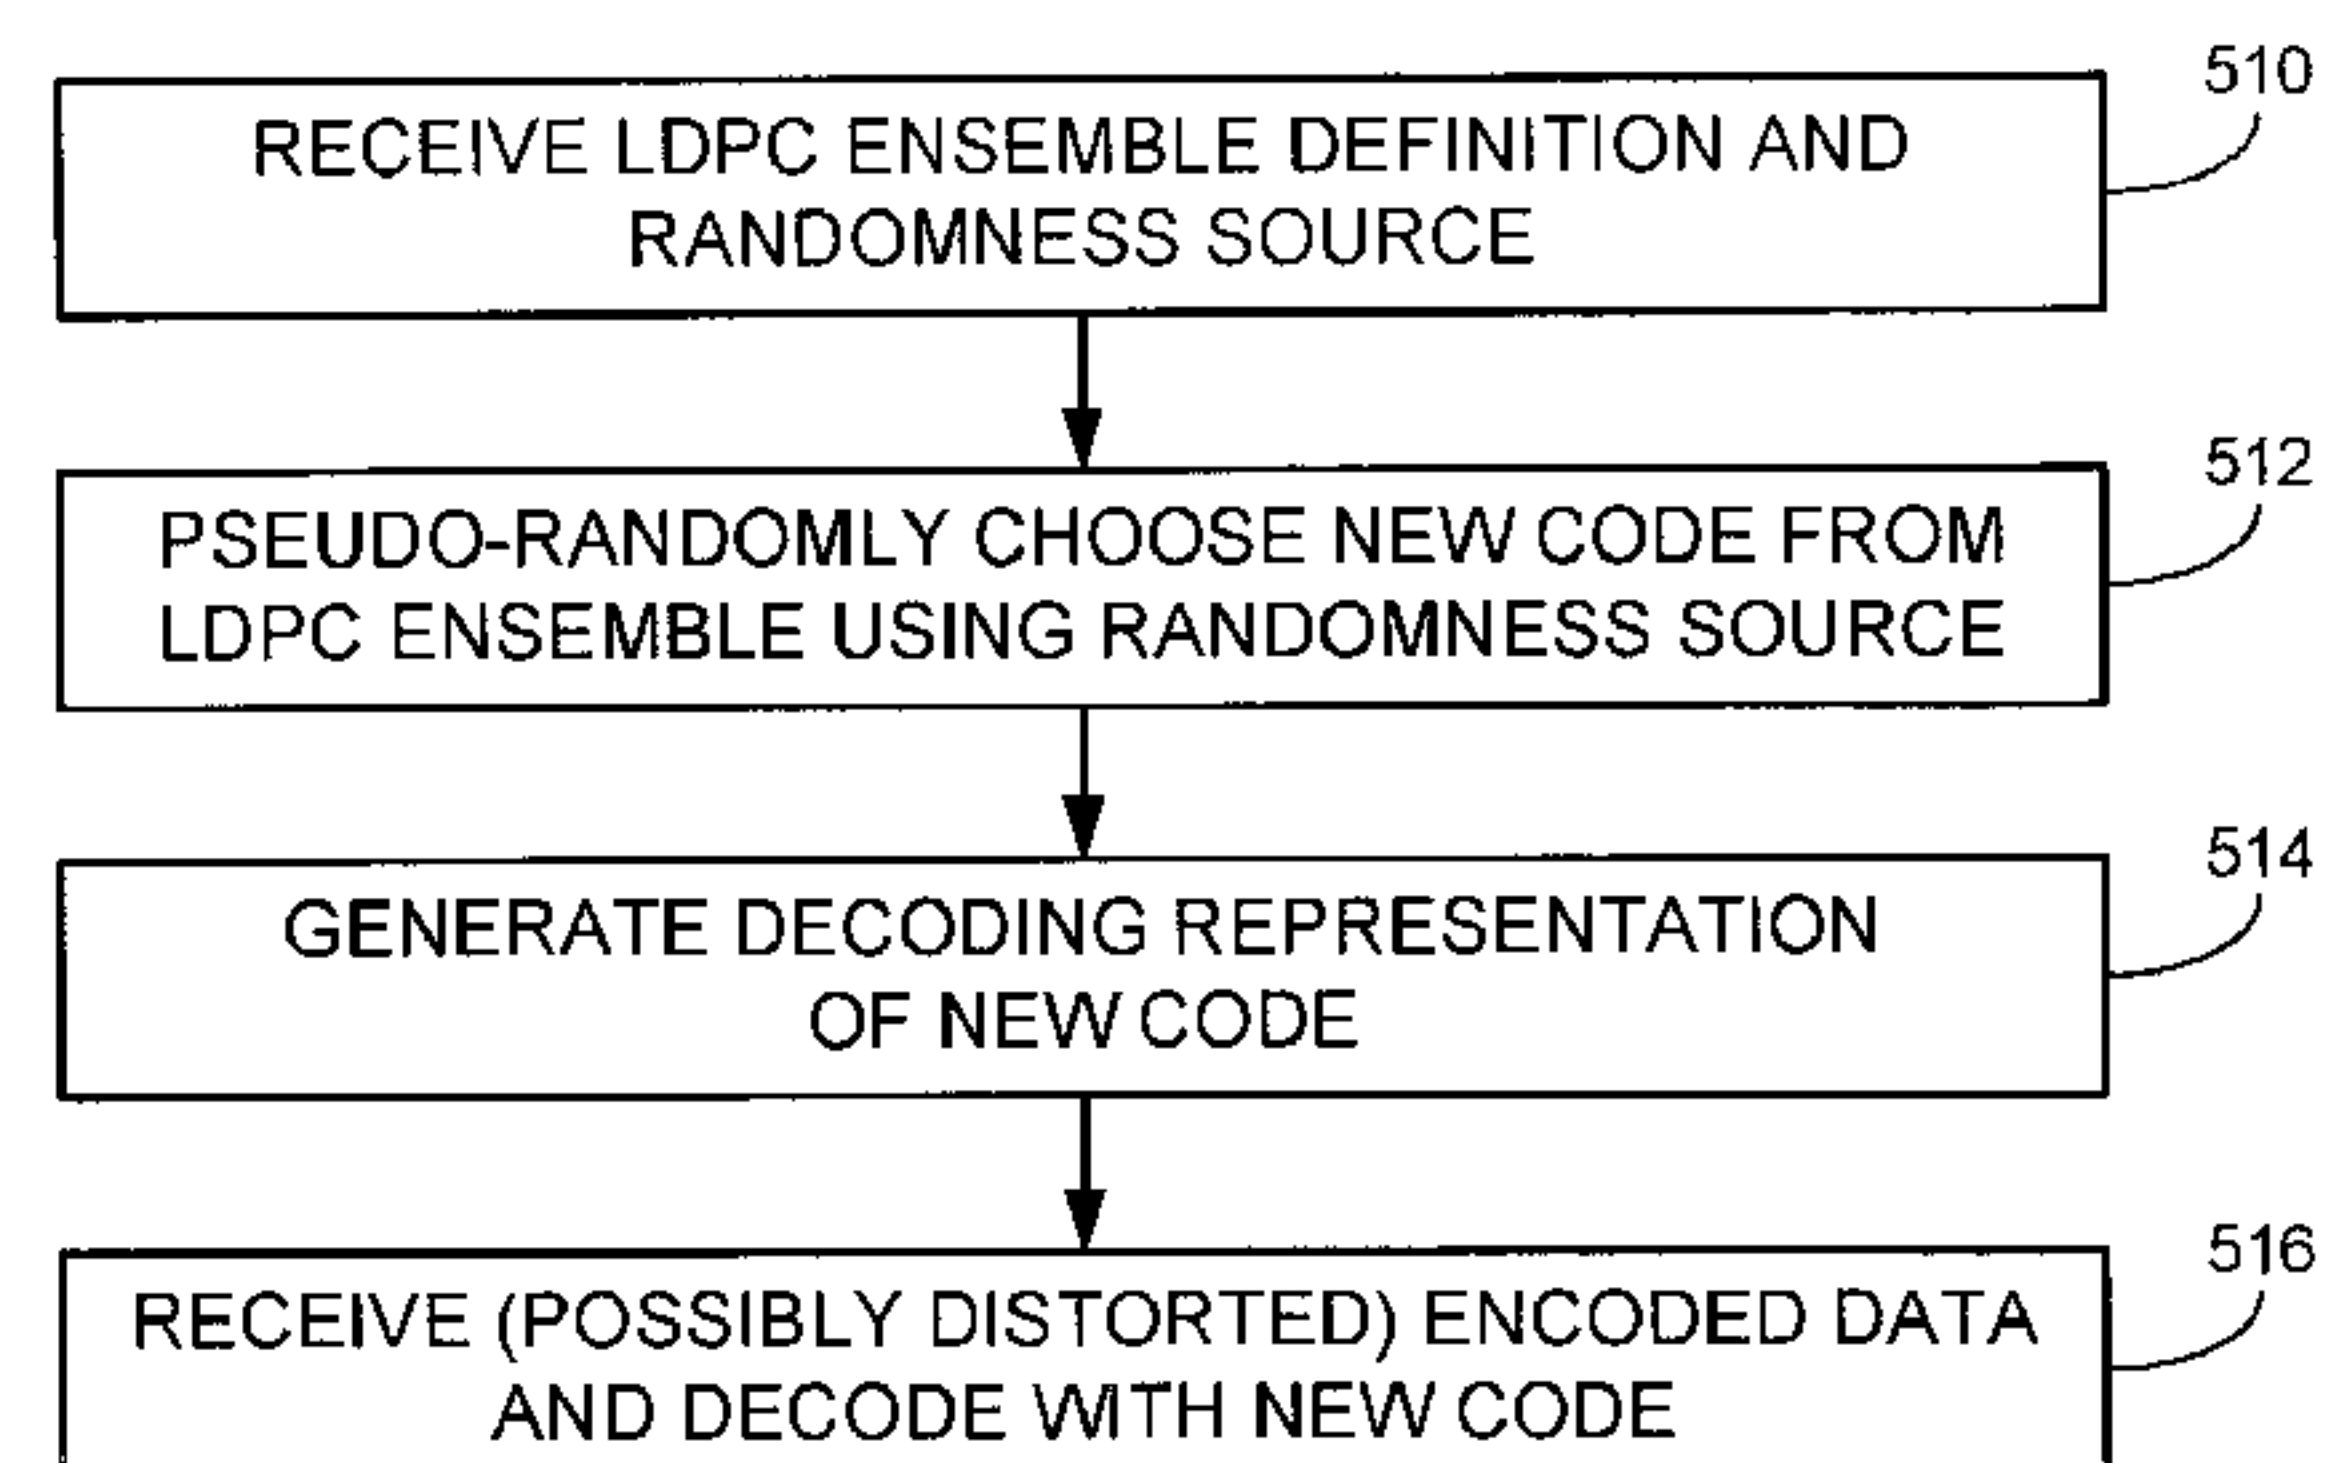 510
RECEIVE LDPC ENSEMBLE DEFINITION AND
RANDOMNESS SOURCE
512
PSEUDO-RANDOMLY CHOOSE NEW CODE FROM
LDPC ENSEMBLE USING RANDOMNESS SOURCE
514
GENERATE DECODING REPRESENTATION
OF NEW CODE
516
RECEIVE (POSSIBLY DISTORTED) ENCODED DATA
AND DECODE WITH NEW CODE